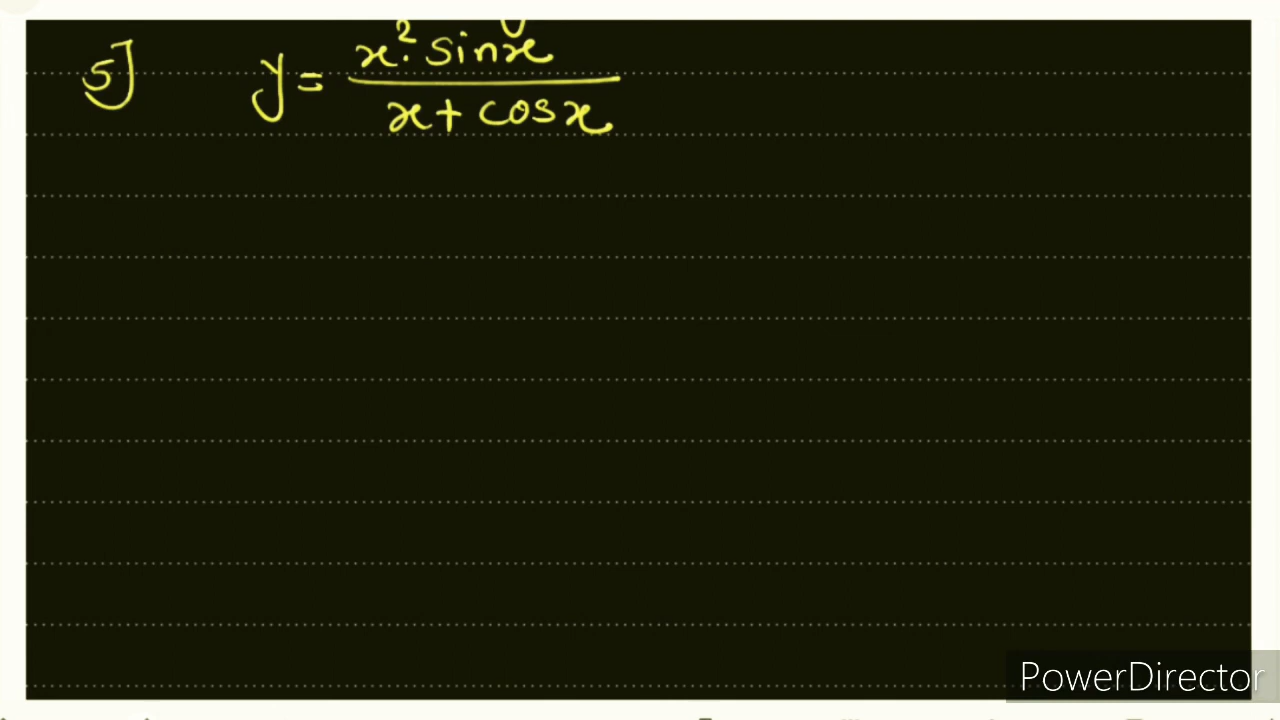 5] y = x². sinx / x + cosx
PowerDirector